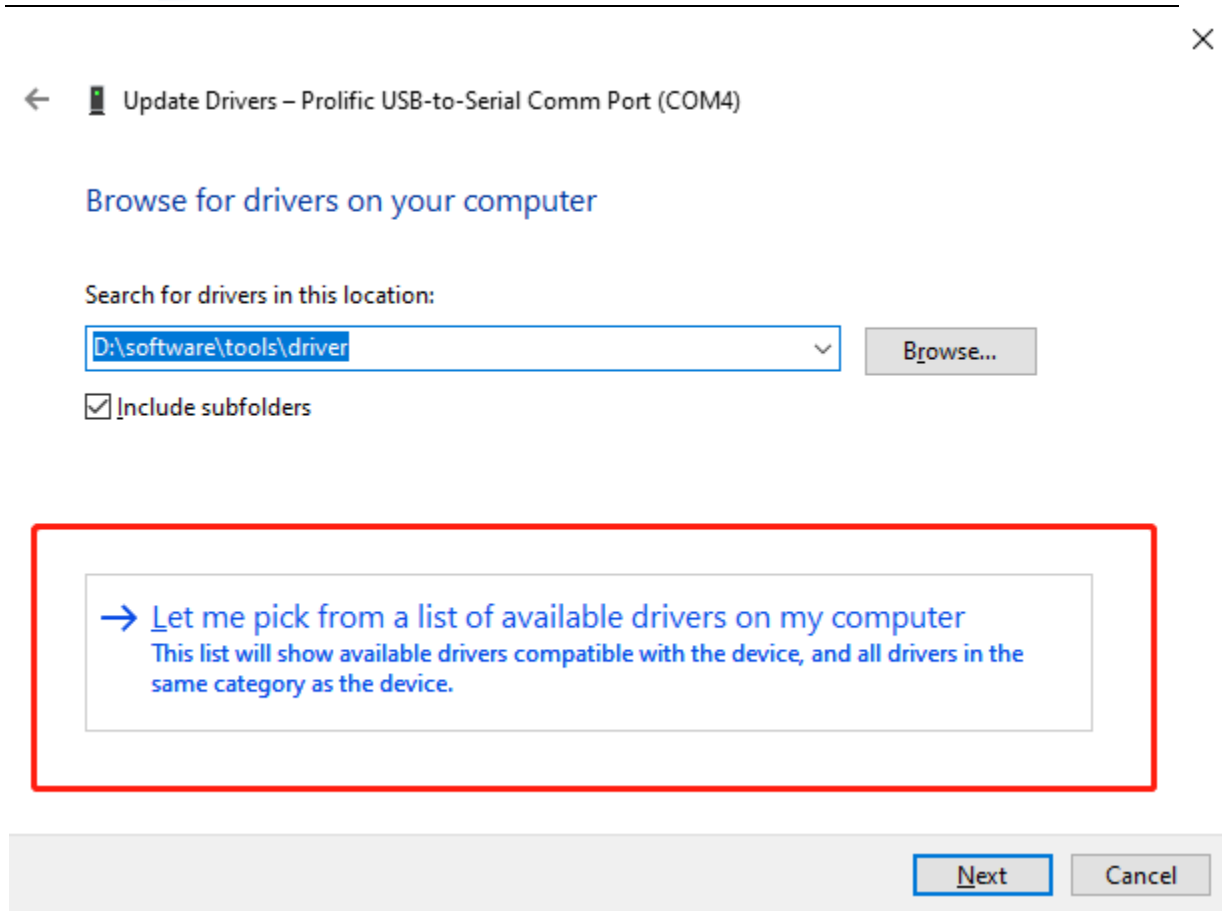 Update Drivers – Prolific USB-to-Serial Comm Port (COM4)
Browse for drivers on your computer
Search for drivers in this location:
D:\software\tools\driver
Browse...
Include subfolders
Let me pick from a list of available drivers on my computer
This list will show available drivers compatible with the device, and all drivers in the
same category as the device.
Next
Cancel